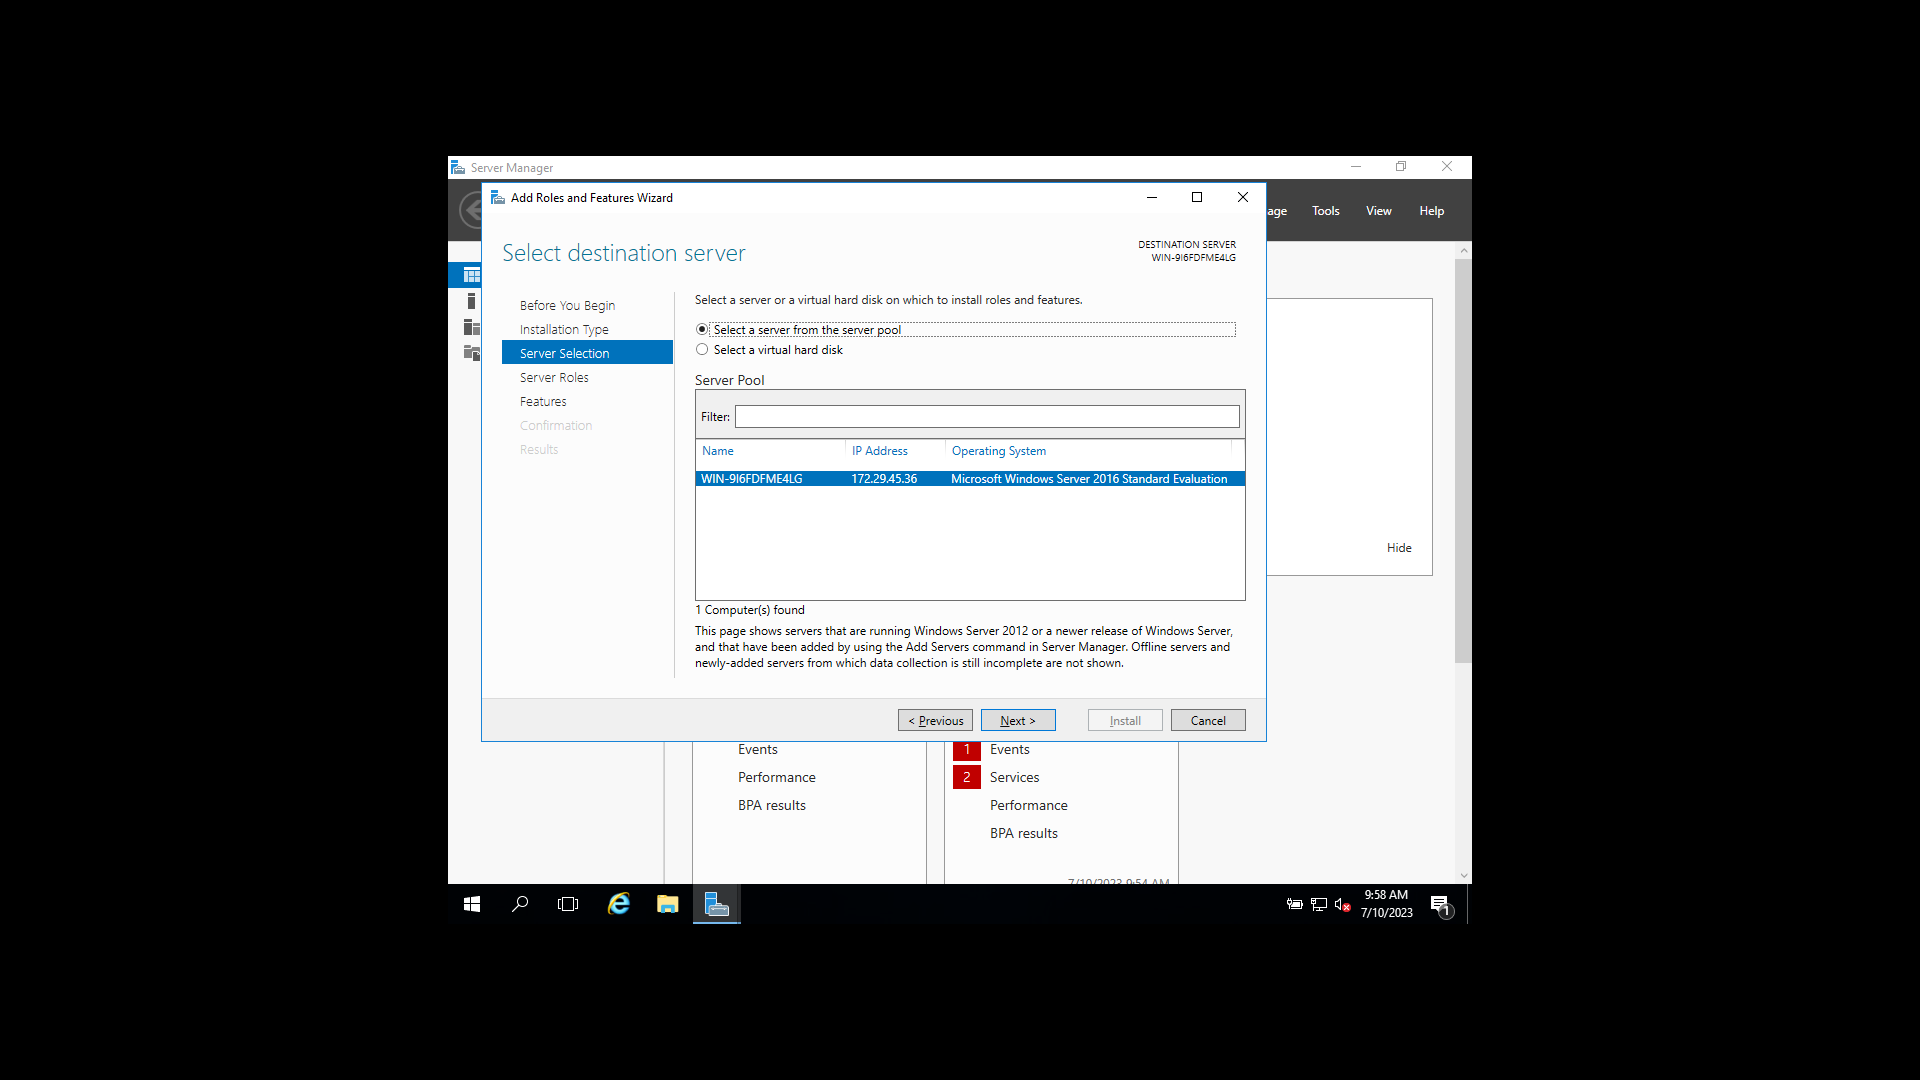 Server Manager
Add Roles and Features Wizard
age Tools View Help
Select destination server
DESTINATION SERVER
WIN-9I6FDFME4LG
Before You Begin
Installation Type
Server Selection
Server Roles
Features
Confirmation
Results
Select a server or a virtual hard disk on which to install roles and features.
Select a server from the server pool
Select a virtual hard disk
Server Pool
Filter:
Name IP Address Operating System
WIN-9I6FDFME4LG 172.29.45.36 Microsoft Windows Server 2016 Standard Evaluation
1 Computer(s) found
This page shows servers that are running Windows Server 2012 or a newer release of Windows Server,
and that have been added by using the Add Servers command in Server Manager. Offline servers and
newly-added servers from which data collection is still incomplete are not shown.
< Previous Next > Install Cancel
Hide
Events
Performance
BPA results
1 Events
2 Services
Performance
BPA results
7/10/2023 9:54 AM
9:58 AM
7/10/2023
1